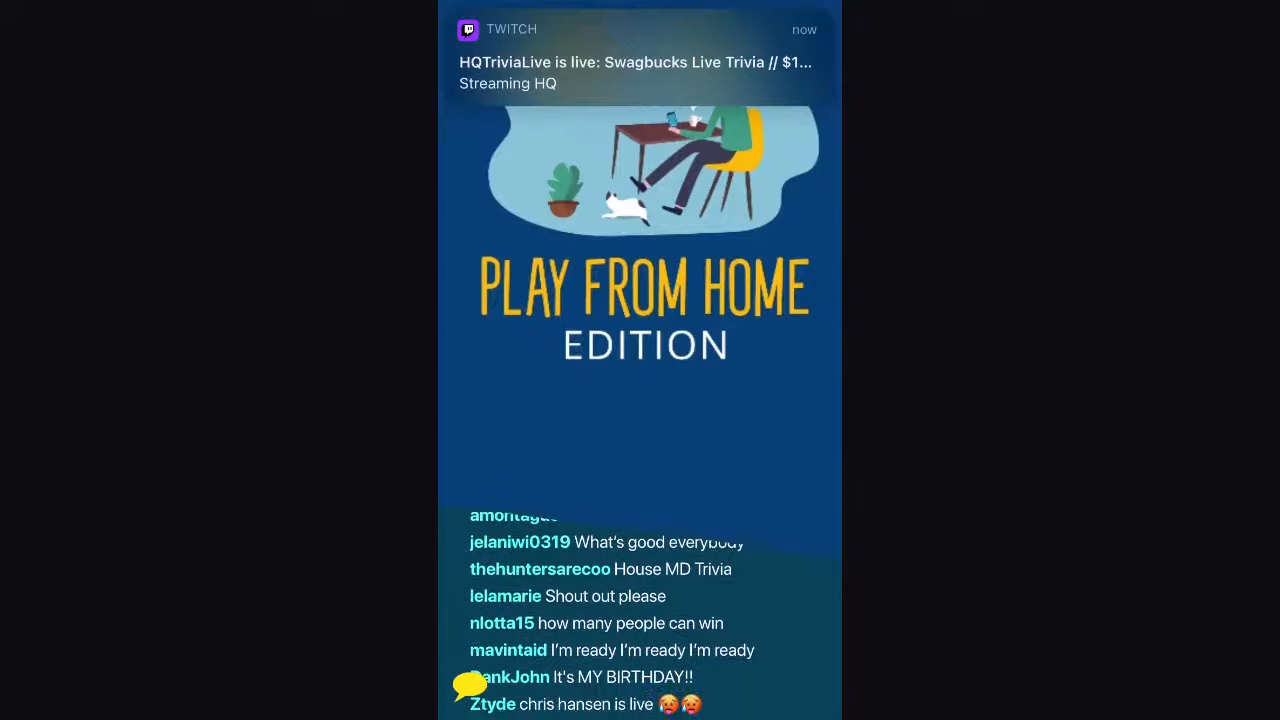 TWITCH
now
HQTriviaLive is live: Swagbucks Live Trivia // $1...
Streaming HQ
PLAY FROM HOME
EDITION
jelaniwi0319 What's good everybody
thehuntersarecoo House MD Trivia
lelamarie Shout out please
nlotta15 how many people can win
mavintaid I'm ready I'm ready I'm ready
ankJohn It's MY BIRTHDAY!!
Ztyde chris hansen is live 🥵🥵